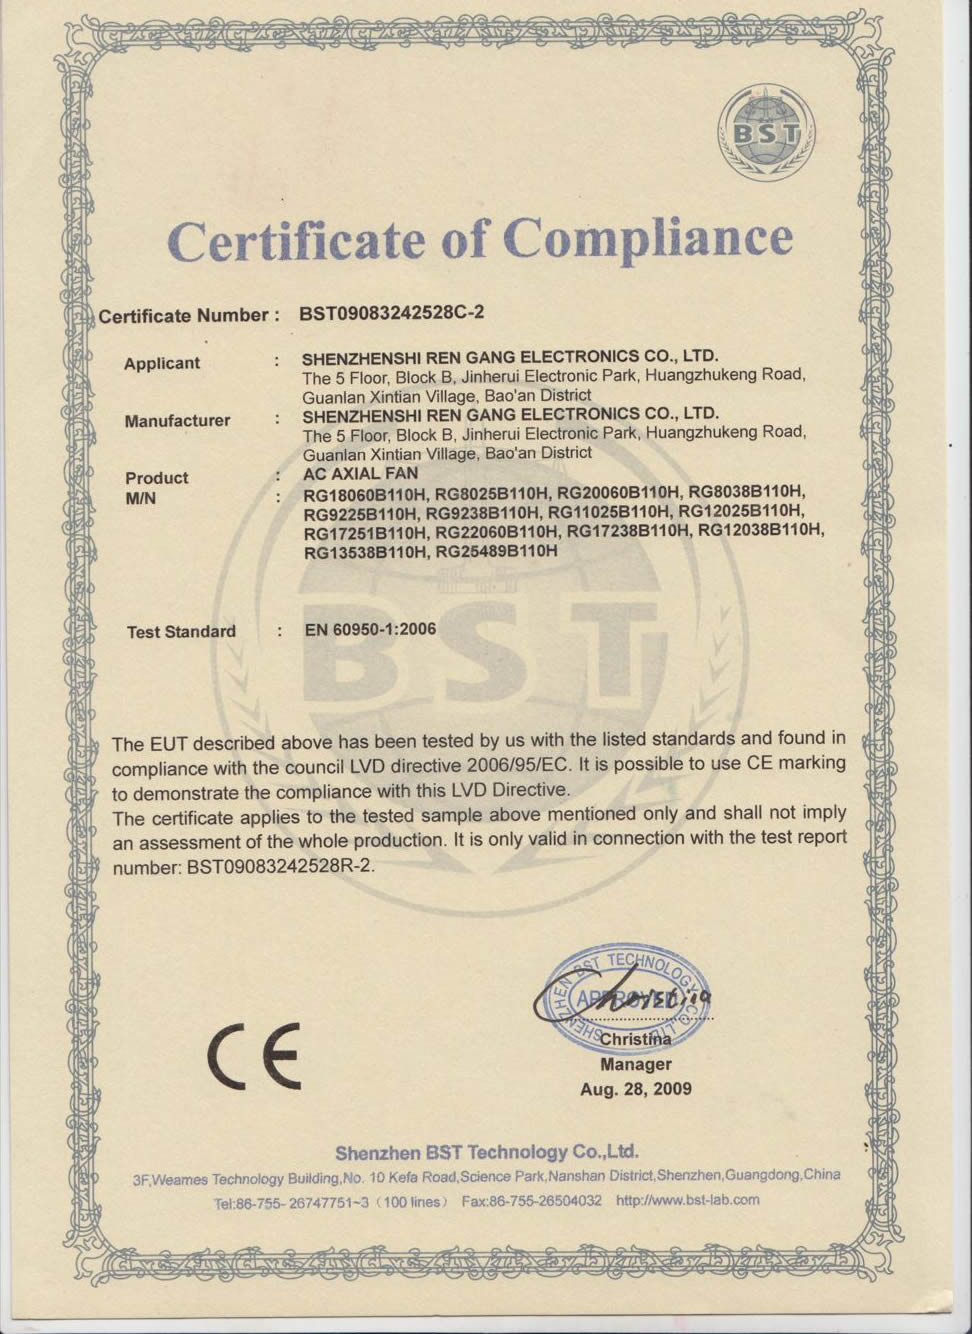 BST
Certificate of Compliance
Certificate Number : BST09083242528C-2
Applicant : SHENZHENSHI REN GANG ELECTRONICS CO., LTD.
The 5 Floor, Block B, Jinherui Electronic Park, Huangzhukeng Road,
Guanlan Xintian Village, Bao'an District
Manufacturer : SHENZHENSHI REN GANG ELECTRONICS CO., LTD.
The 5 Floor, Block B, Jinherui Electronic Park, Huangzhukeng Road,
Guanlan Xintian Village, Bao'an District
Product : AC AXIAL FAN
M/N : RG18060B110H, RG8025B110H, RG20060B110H, RG8038B110H,
RG9225B110H, RG9238B110H, RG11025B110H, RG12025B110H,
RG17251B110H, RG22060B110H, RG17238B110H, RG12038B110H,
RG13538B110H, RG25489B110H
Test Standard : EN 60950-1:2006
BST
The EUT described above has been tested by us with the listed standards and found in
compliance with the council LVD directive 2006/95/EC. It is possible to use CE marking
to demonstrate the compliance with this LVD Directive.
The certificate applies to the tested sample above mentioned only and shall not imply
an assessment of the whole production. It is only valid in connection with the test report
number: BST09083242528R-2.
SHENZHEN BST TECHNOLOGY CO.,LTD
APPROVED
Christina
CE
Christina
Manager
Aug. 28, 2009
Shenzhen BST Technology Co.,Ltd.
3F,Weames Technology Building,No. 10 Kefa Road,Science Park,Nanshan District,Shenzhen,Guangdong,China
Tel:86-755- 26747751~3（100 lines） Fax:86-755-26504032 http://www.bst-lab.com